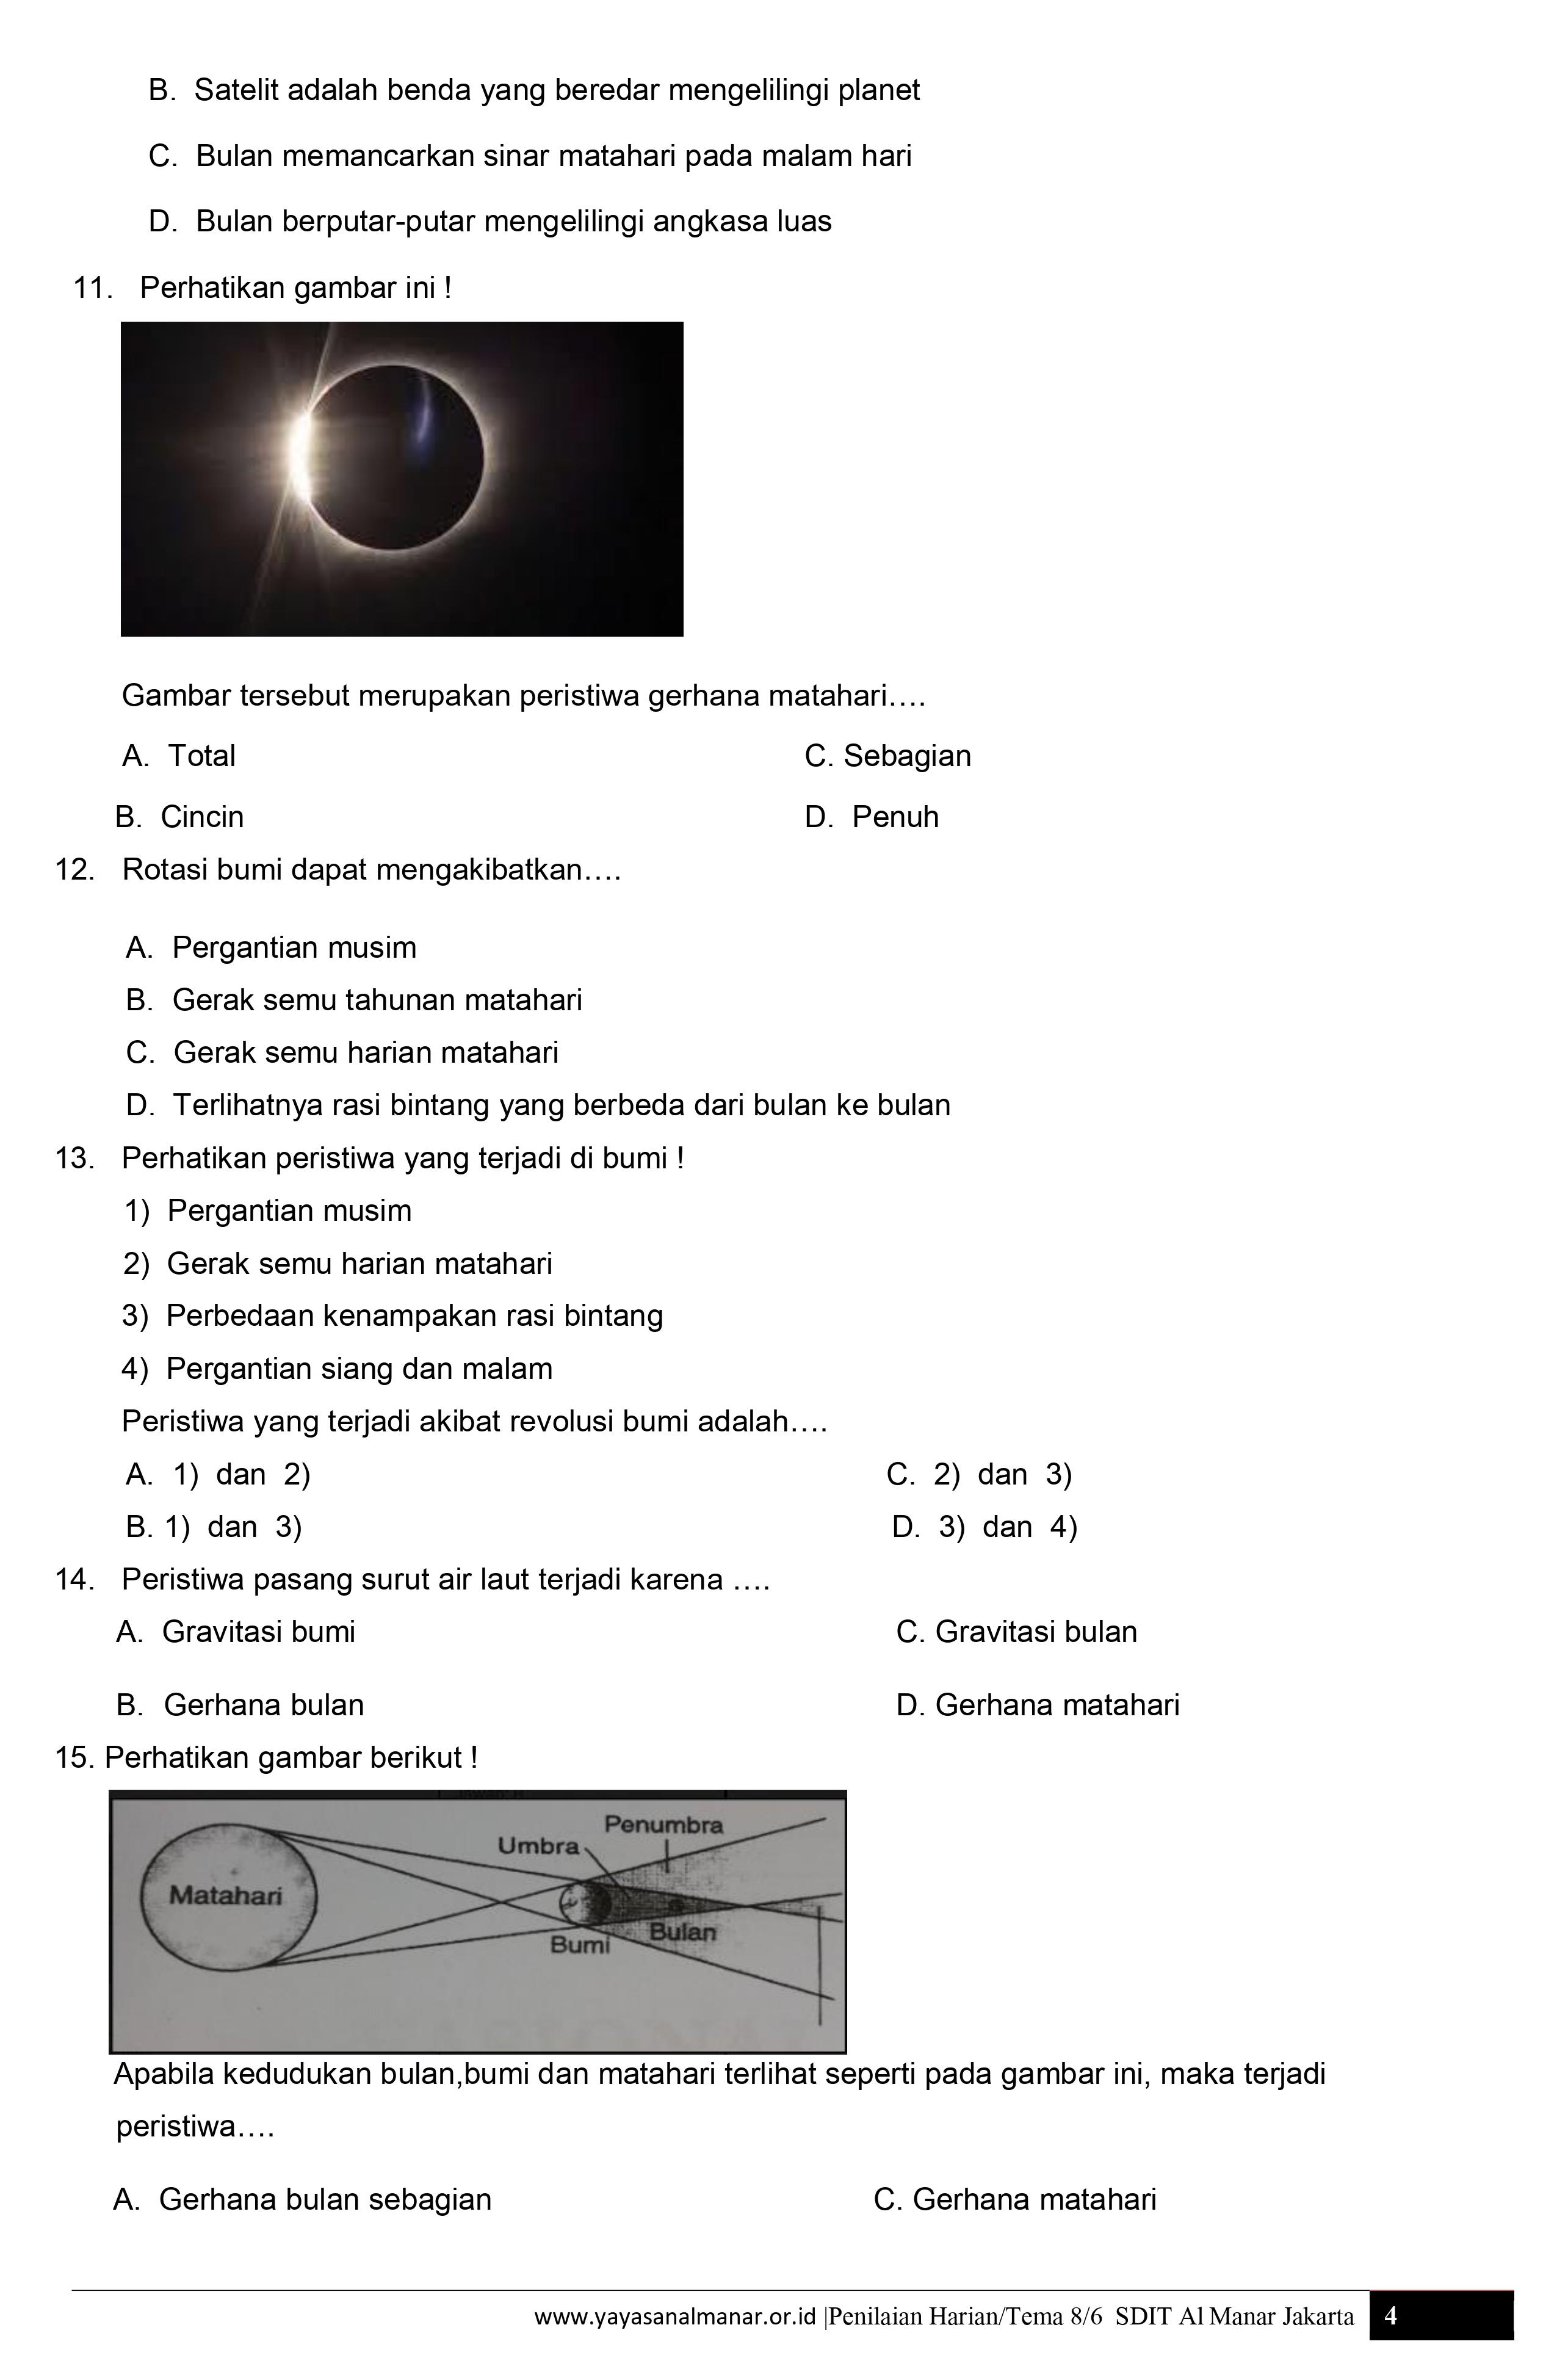 B. Satelit adalah benda yang beredar mengelilingi planet
C. Bulan memancarkan sinar matahari pada malam hari
D. Bulan berputar-putar mengelilingi angkasa luas
11. Perhatikan gambar ini !
Gambar tersebut merupakan peristiwa gerhana matahari....
A. Total C. Sebagian
B. Cincin D. Penuh
12. Rotasi bumi dapat mengakibatkan....
A. Pergantian musim
B. Gerak semu tahunan matahari
C. Gerak semu harian matahari
D. Terlihatnya rasi bintang yang berbeda dari bulan ke bulan
13. Perhatikan peristiwa yang terjadi di bumi !
1) Pergantian musim
2) Gerak semu harian matahari
3) Perbedaan kenampakan rasi bintang
4) Pergantian siang dan malam
Peristiwa yang terjadi akibat revolusi bumi adalah....
A. 1) dan 2) C. 2) dan 3)
B. 1) dan 3) D. 3) dan 4)
14. Peristiwa pasang surut air laut terjadi karena ....
A. Gravitasi bumi C. Gravitasi bulan
B. Gerhana bulan D. Gerhana matahari
15. Perhatikan gambar berikut !
Penumbra
Umbra
Matahari
Bulan
Bumi
Apabila kedudukan bulan,bumi dan matahari terlihat seperti pada gambar ini, maka terjadi
peristiwa....
A. Gerhana bulan sebagian C. Gerhana matahari
www.yayasanalmanar.or.id |Penilaian Harian/Tema 8/6 SDIT Al Manar Jakarta 4